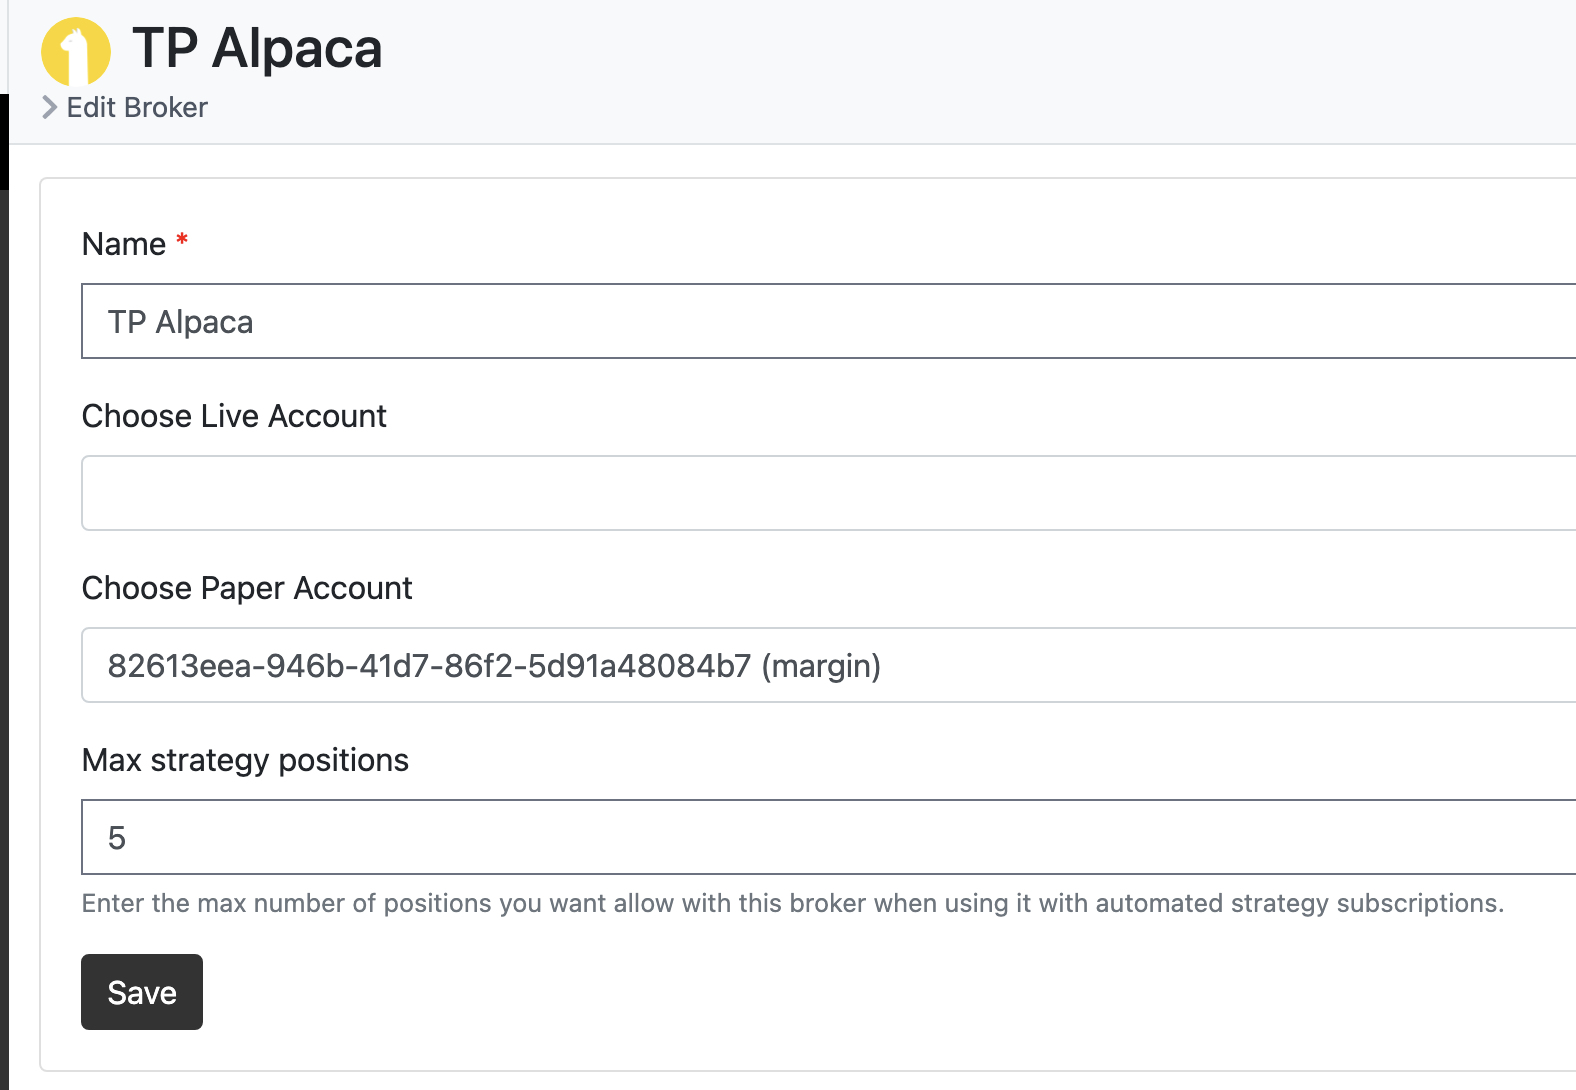 TP Alpaca
Edit Broker
Name *
TP Alpaca
Choose Live Account
Choose Paper Account
82613eea-946b-41d7-86f2-5d91a48084b7 (margin)
Max strategy positions
5
Enter the max number of positions you want allow with this broker when using it with automated strategy subscriptions.
Save